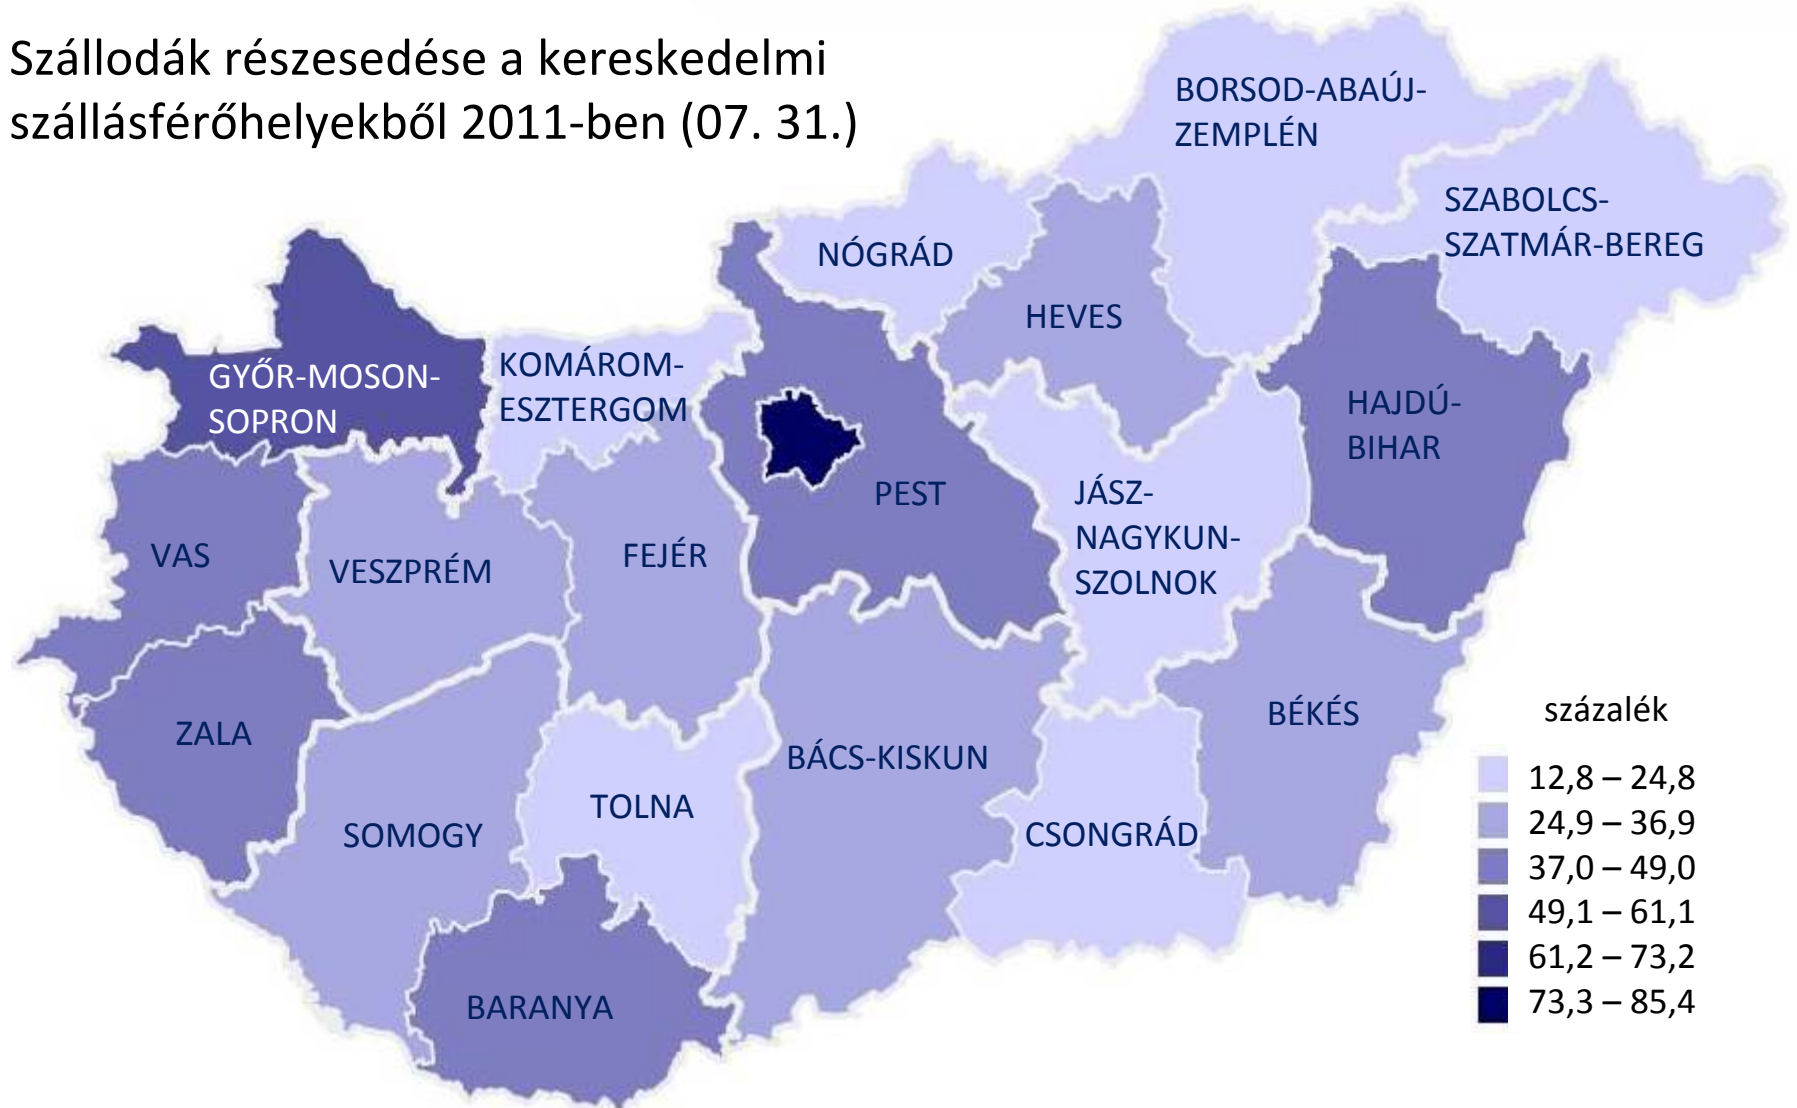 Szállodák részesedése a kereskedelmi
szállásférőhelyekből 2011-ben (07. 31.)
BORSOD-ABAÚJ-
ZEMPLÉN
SZABOLCS-
SZATMÁR-BEREG
NÓGRÁD
HEVES
GYŐR-MOSON-
SOPRON
KOMÁROM-
ESZTERGOM
HAJDÚ-
BIHAR
PEST
JÁSZ-
NAGYKUN-
SZOLNOK
VAS
VESZPRÉM
FEJÉR
ZALA
BÁCS-KISKUN
BÉKÉS
SOMOGY
TOLNA
CSONGRÁD
BARANYA
százalék
12,8 – 24,8
24,9 – 36,9
37,0 – 49,0
49,1 – 61,1
61,2 – 73,2
73,3 – 85,4